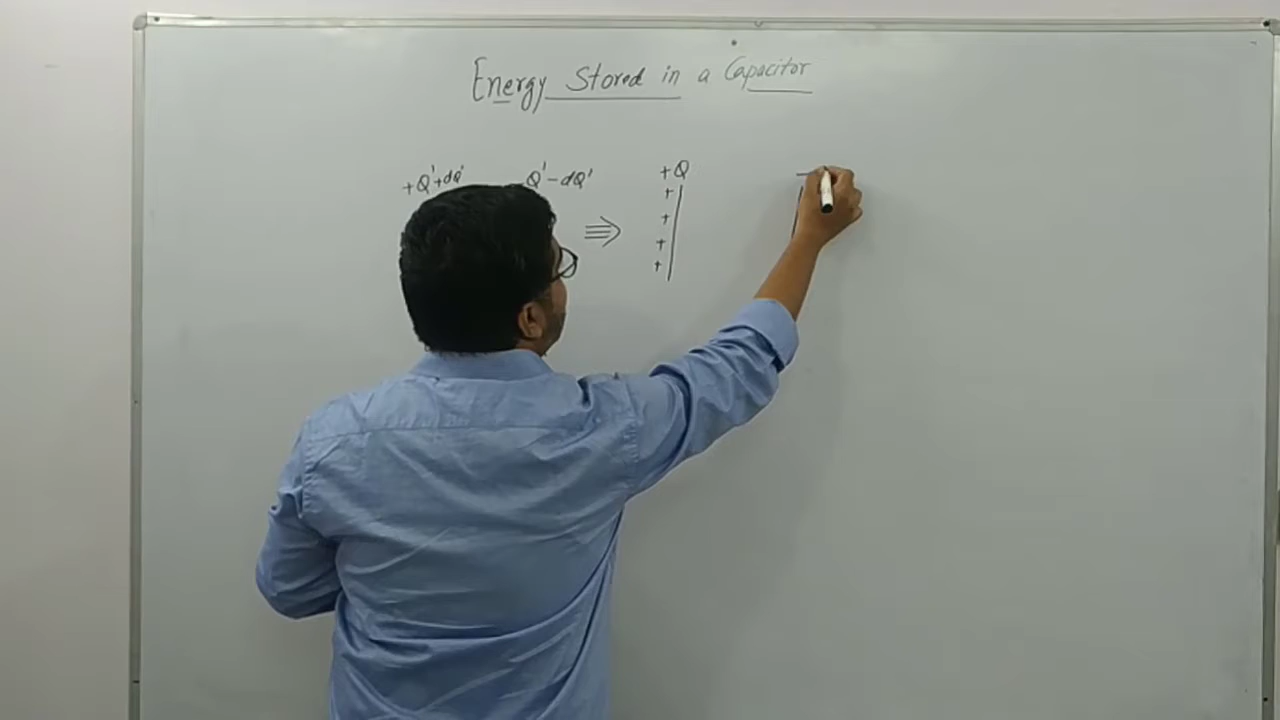 Energy Stored in a Capacitor
+Q'+dQ' Q'-dQ' ⇛ +Q −
+
+
+
+